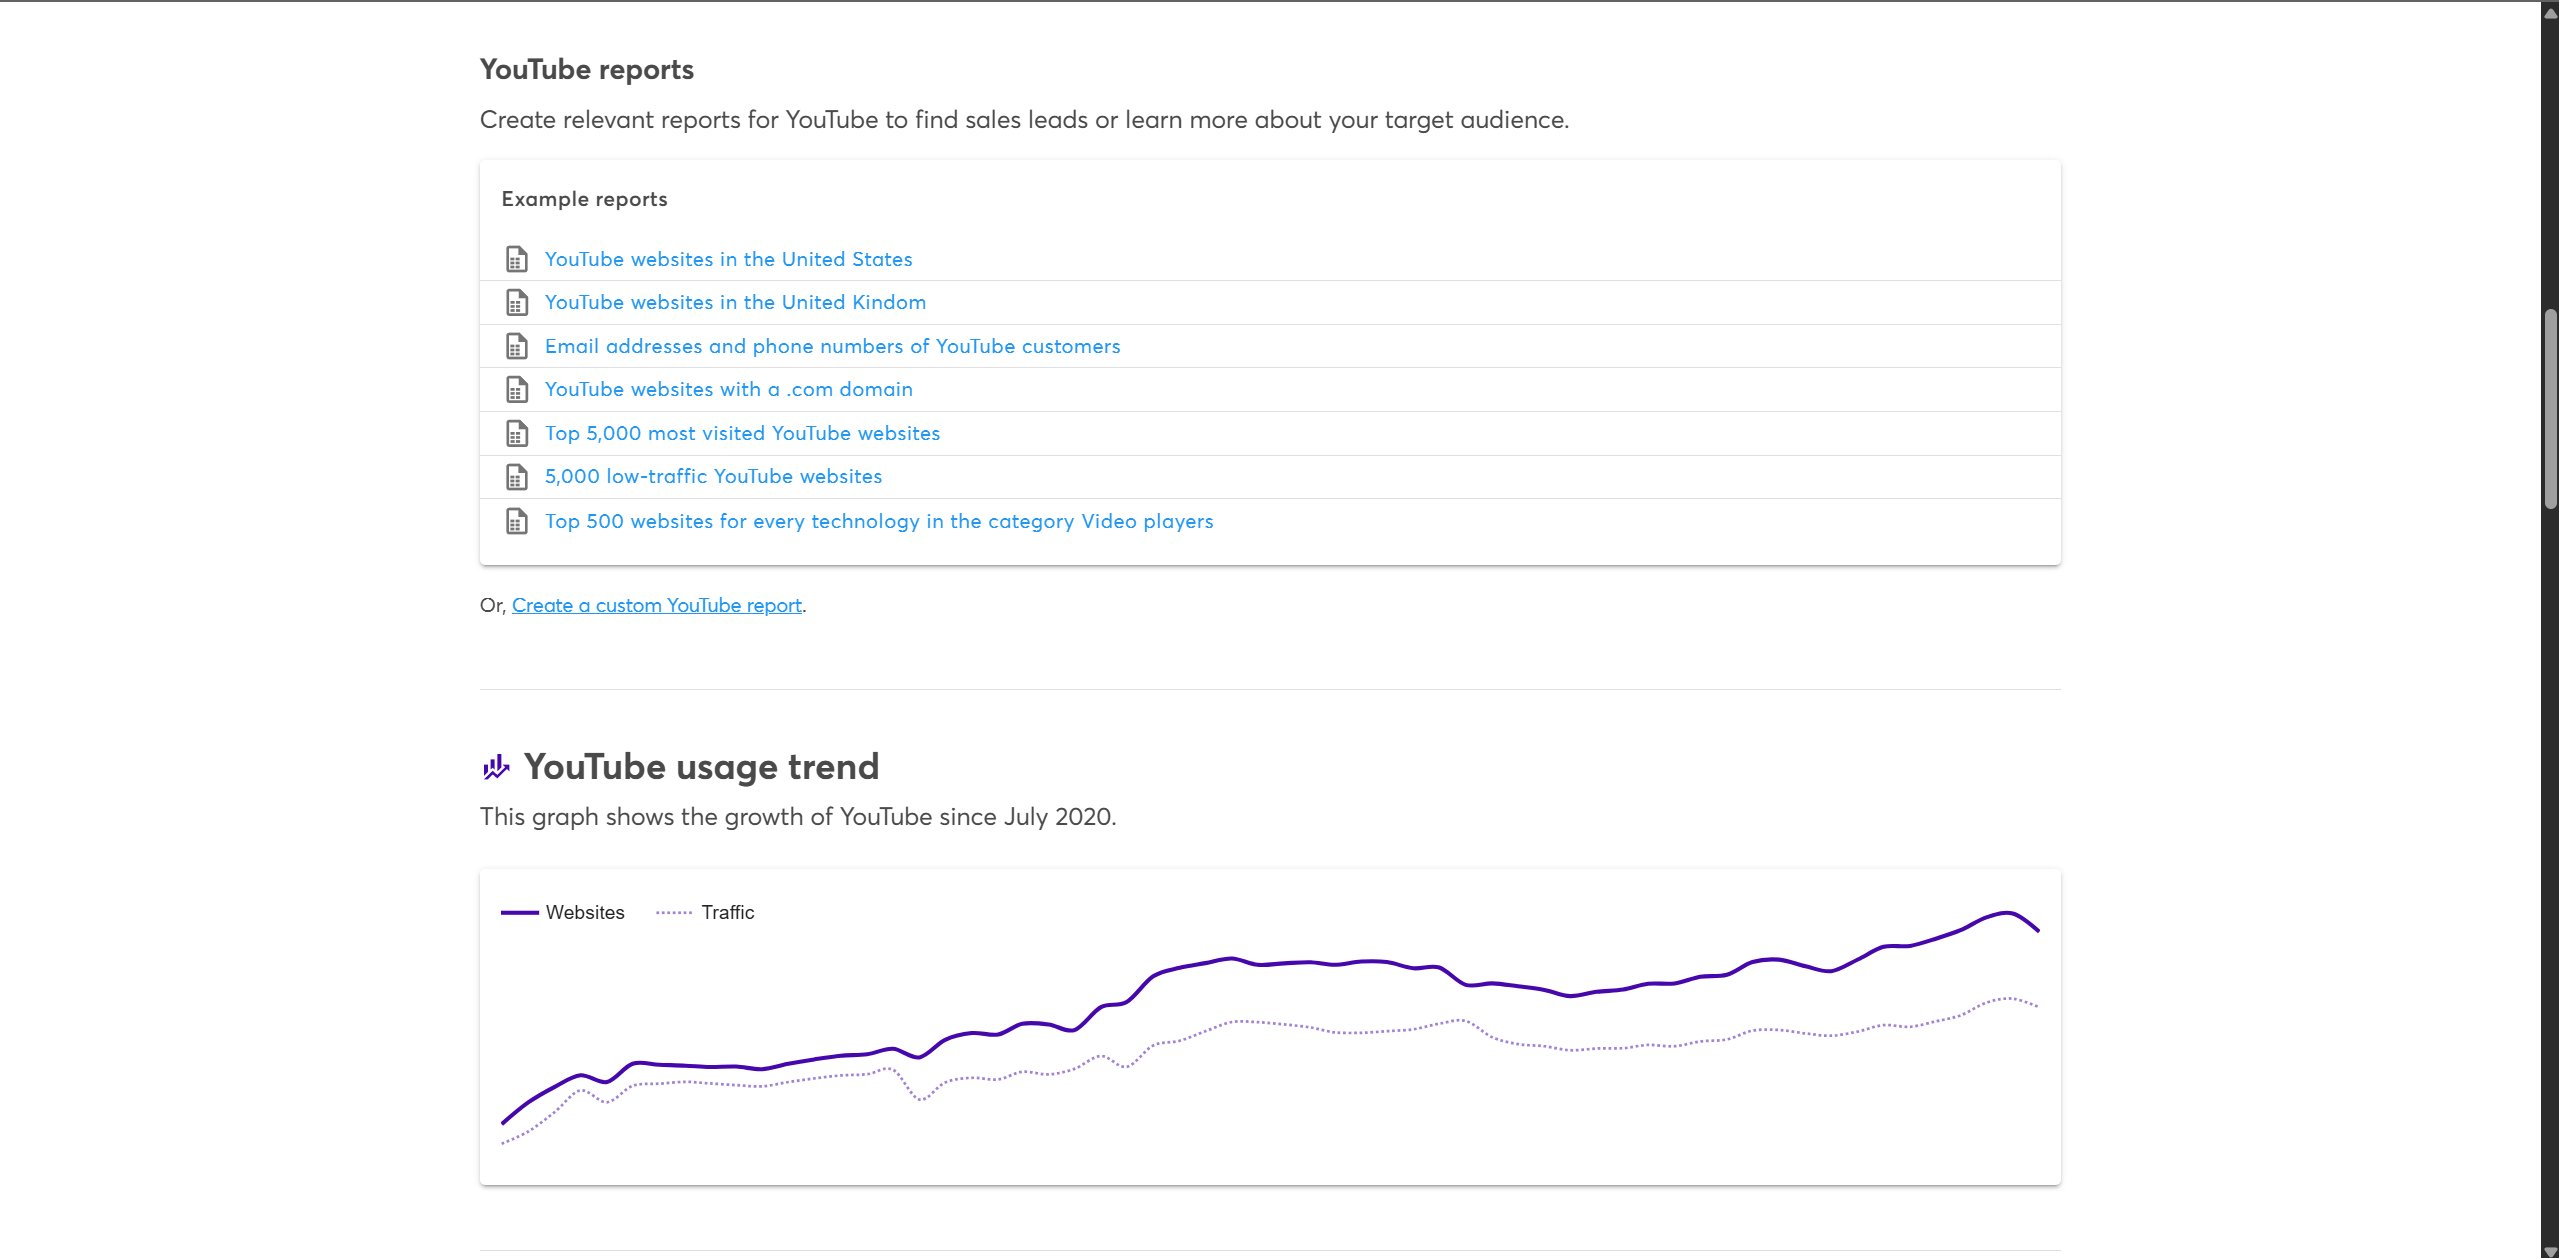 YouTube reports
Create relevant reports for YouTube to find sales leads or learn more about your target audience.
Example reports
YouTube websites in the United States
YouTube websites in the United Kindom
Email addresses and phone numbers of YouTube customers
YouTube websites with a .com domain
Top 5,000 most visited YouTube websites
5,000 low-traffic YouTube websites
Top 500 websites for every technology in the category Video players
Or, Create a custom YouTube report.
YouTube usage trend
This graph shows the growth of YouTube since July 2020.
Websites Traffic